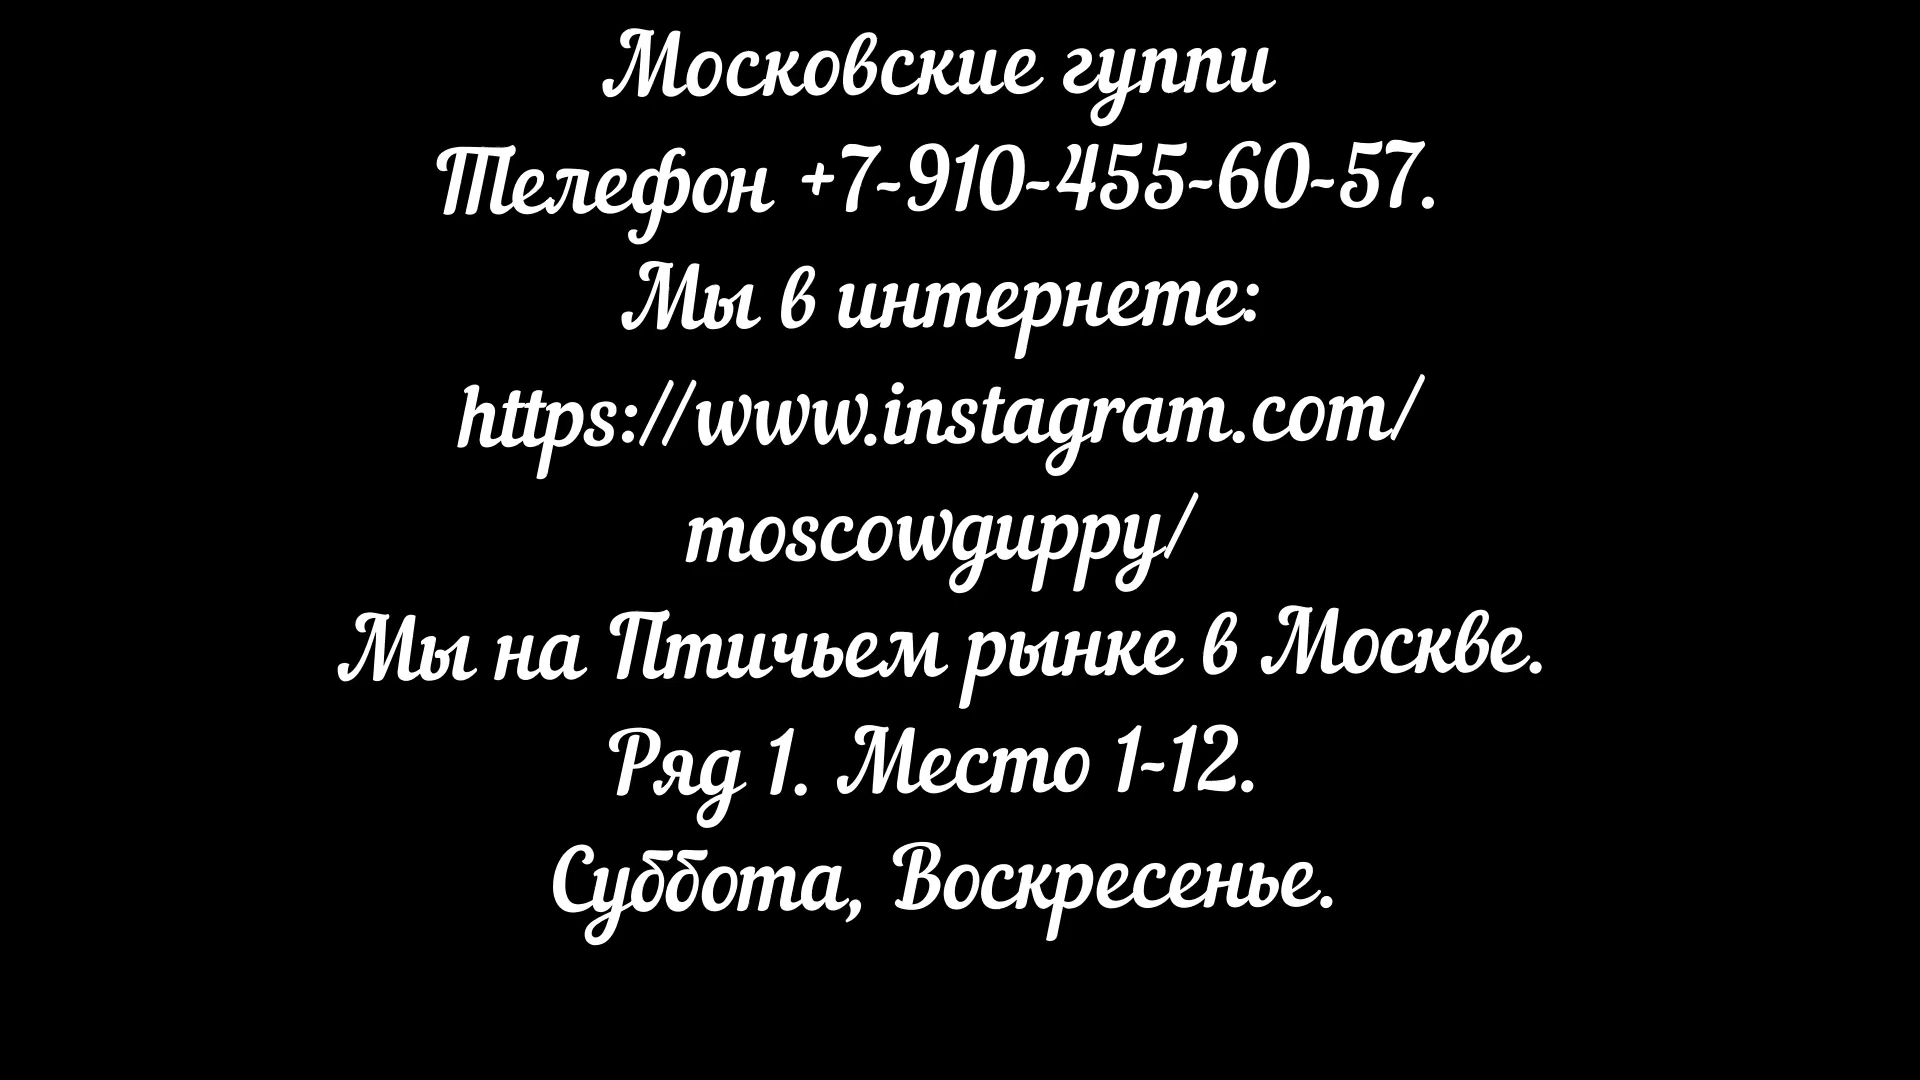 Московские гуппи
Телефон +7-910-455-60-57.
Мы в интернете:
https://www.instagram.com/
moscowguppy/
Мы на Птичьем рынке в Москве.
Ряд 1. Место 1-12.
Суббота, Воскресенье.